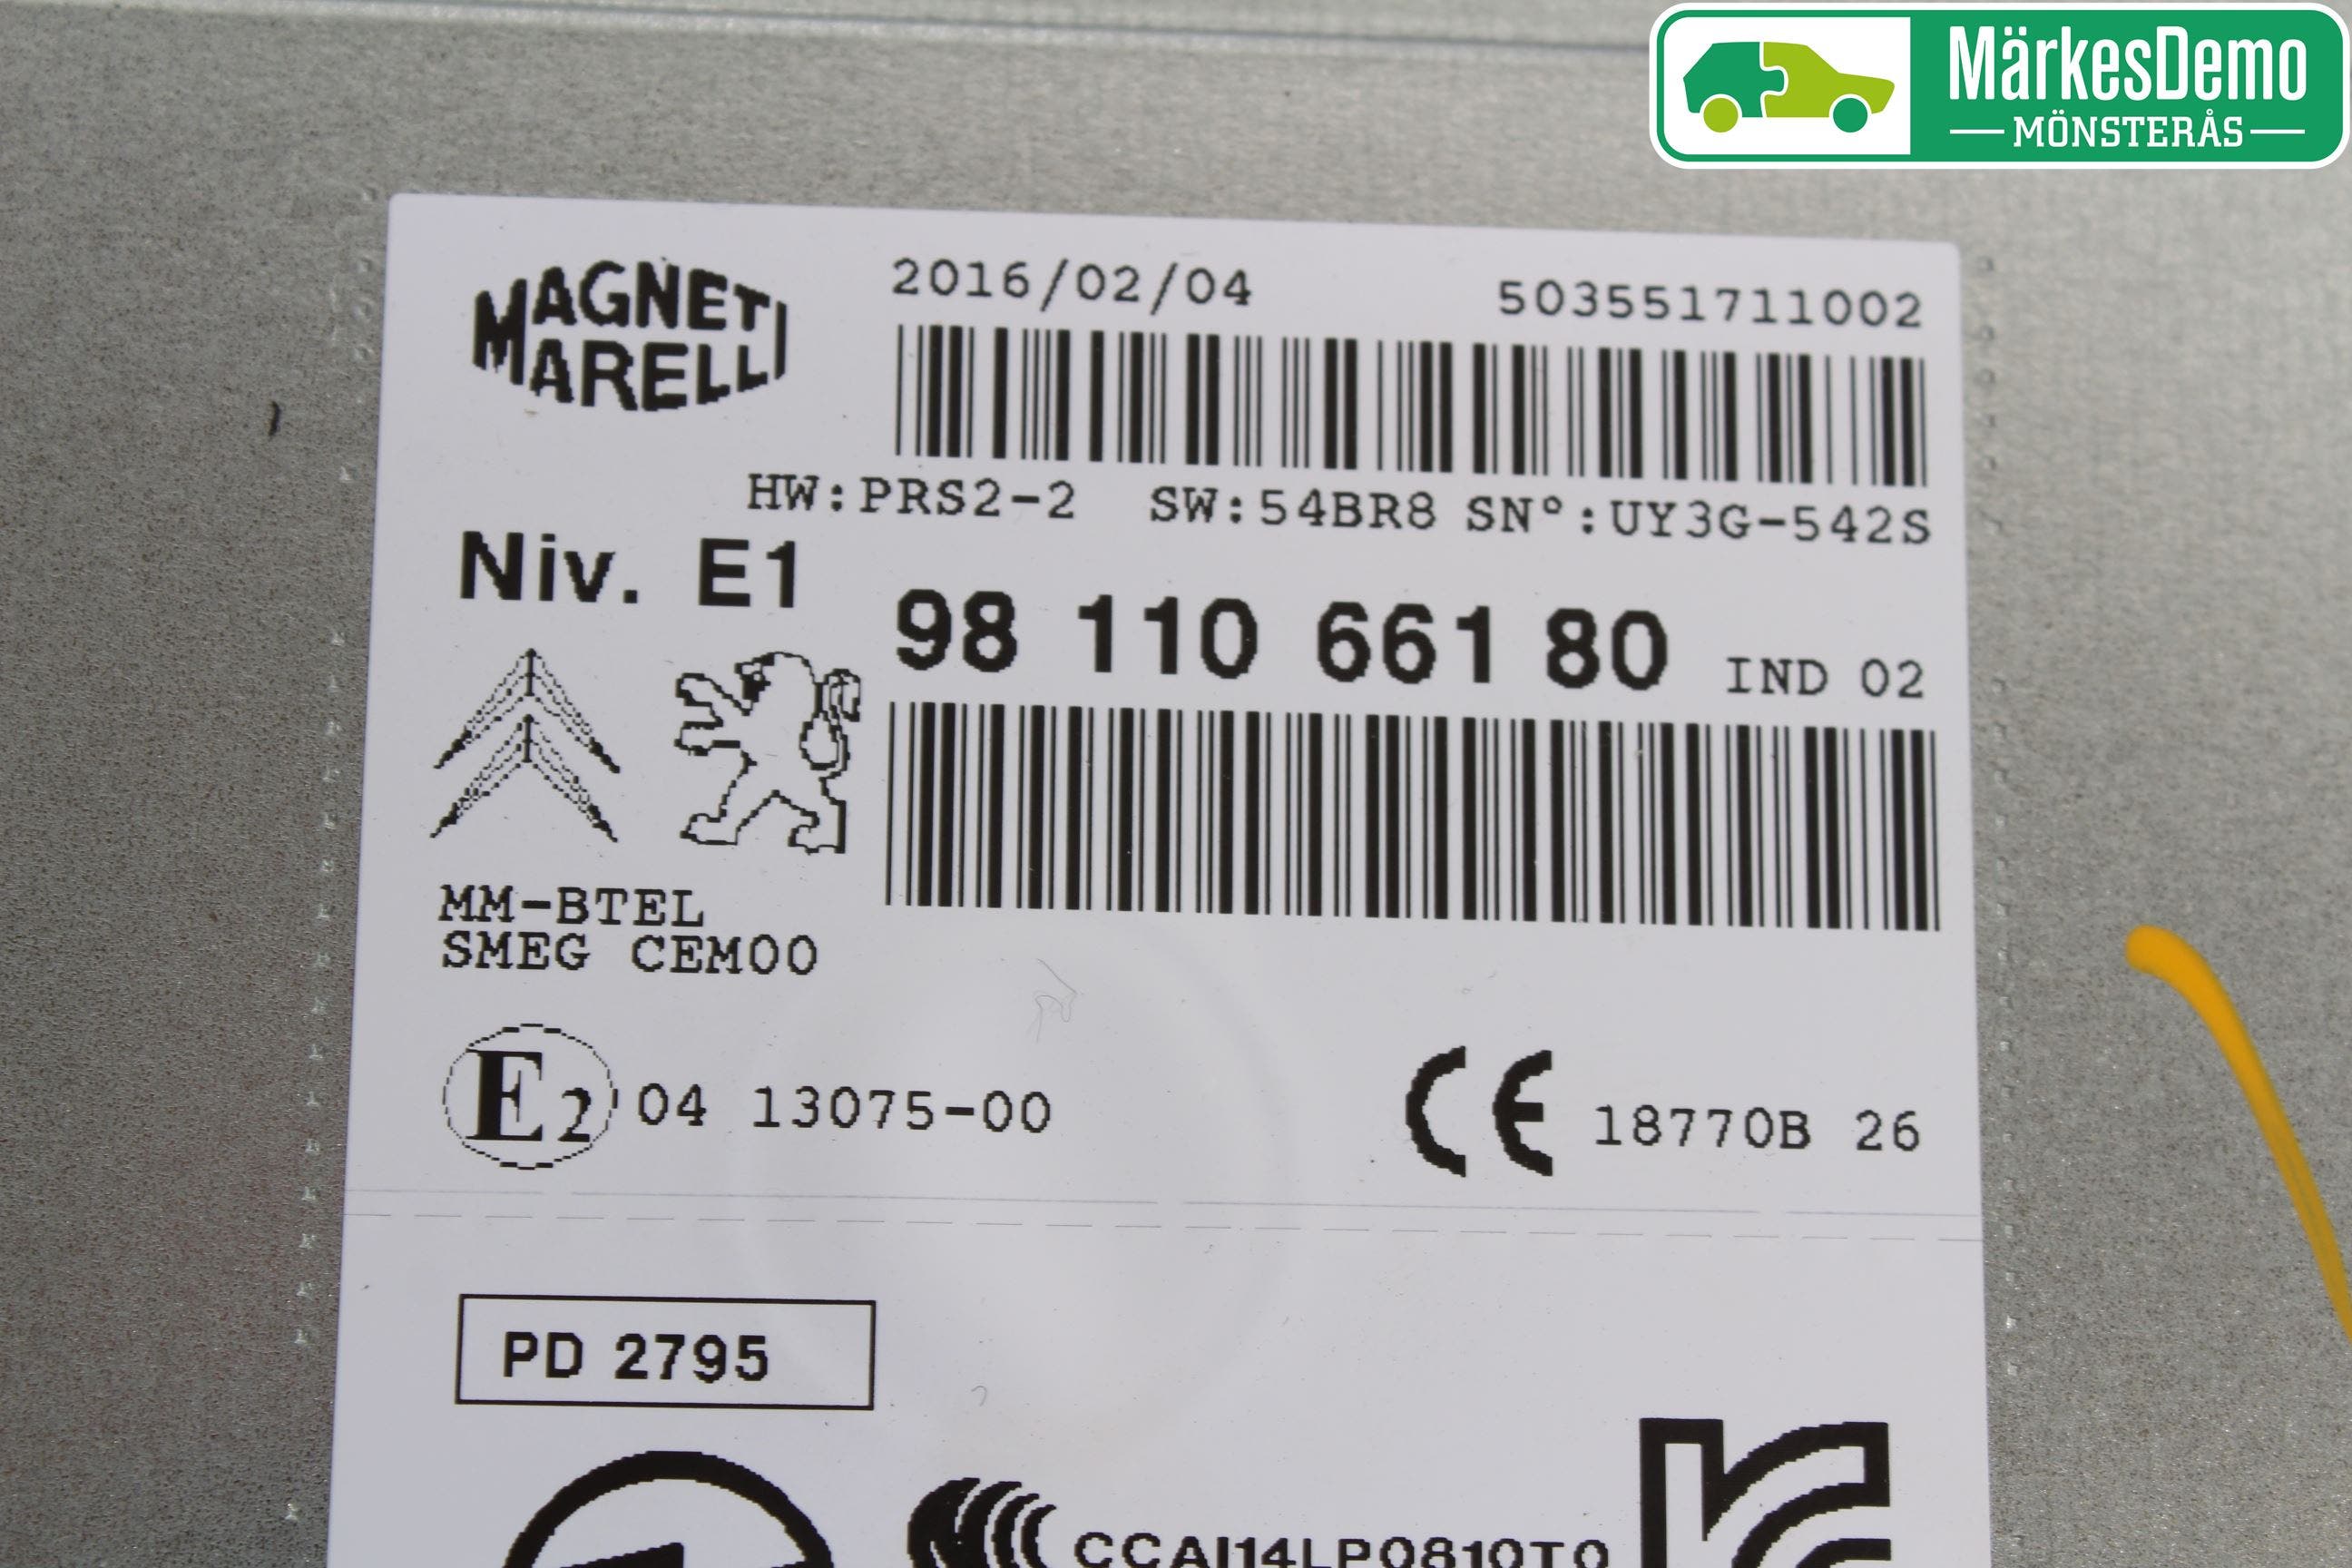 MärkesDemo
MÖNSTERÅS
MAGNETI
MARELLI
2016/02/04
503551711002
HW:PRS2-2 SW:54BR8 SN°:UY3G-542S
Niv. E1
98 110 661 80 IND 02
MM-BTEL
SMEG CEM00
E2 04 13075-00
CE 18770B 26
PD 2795
CCAI14LP0810T0